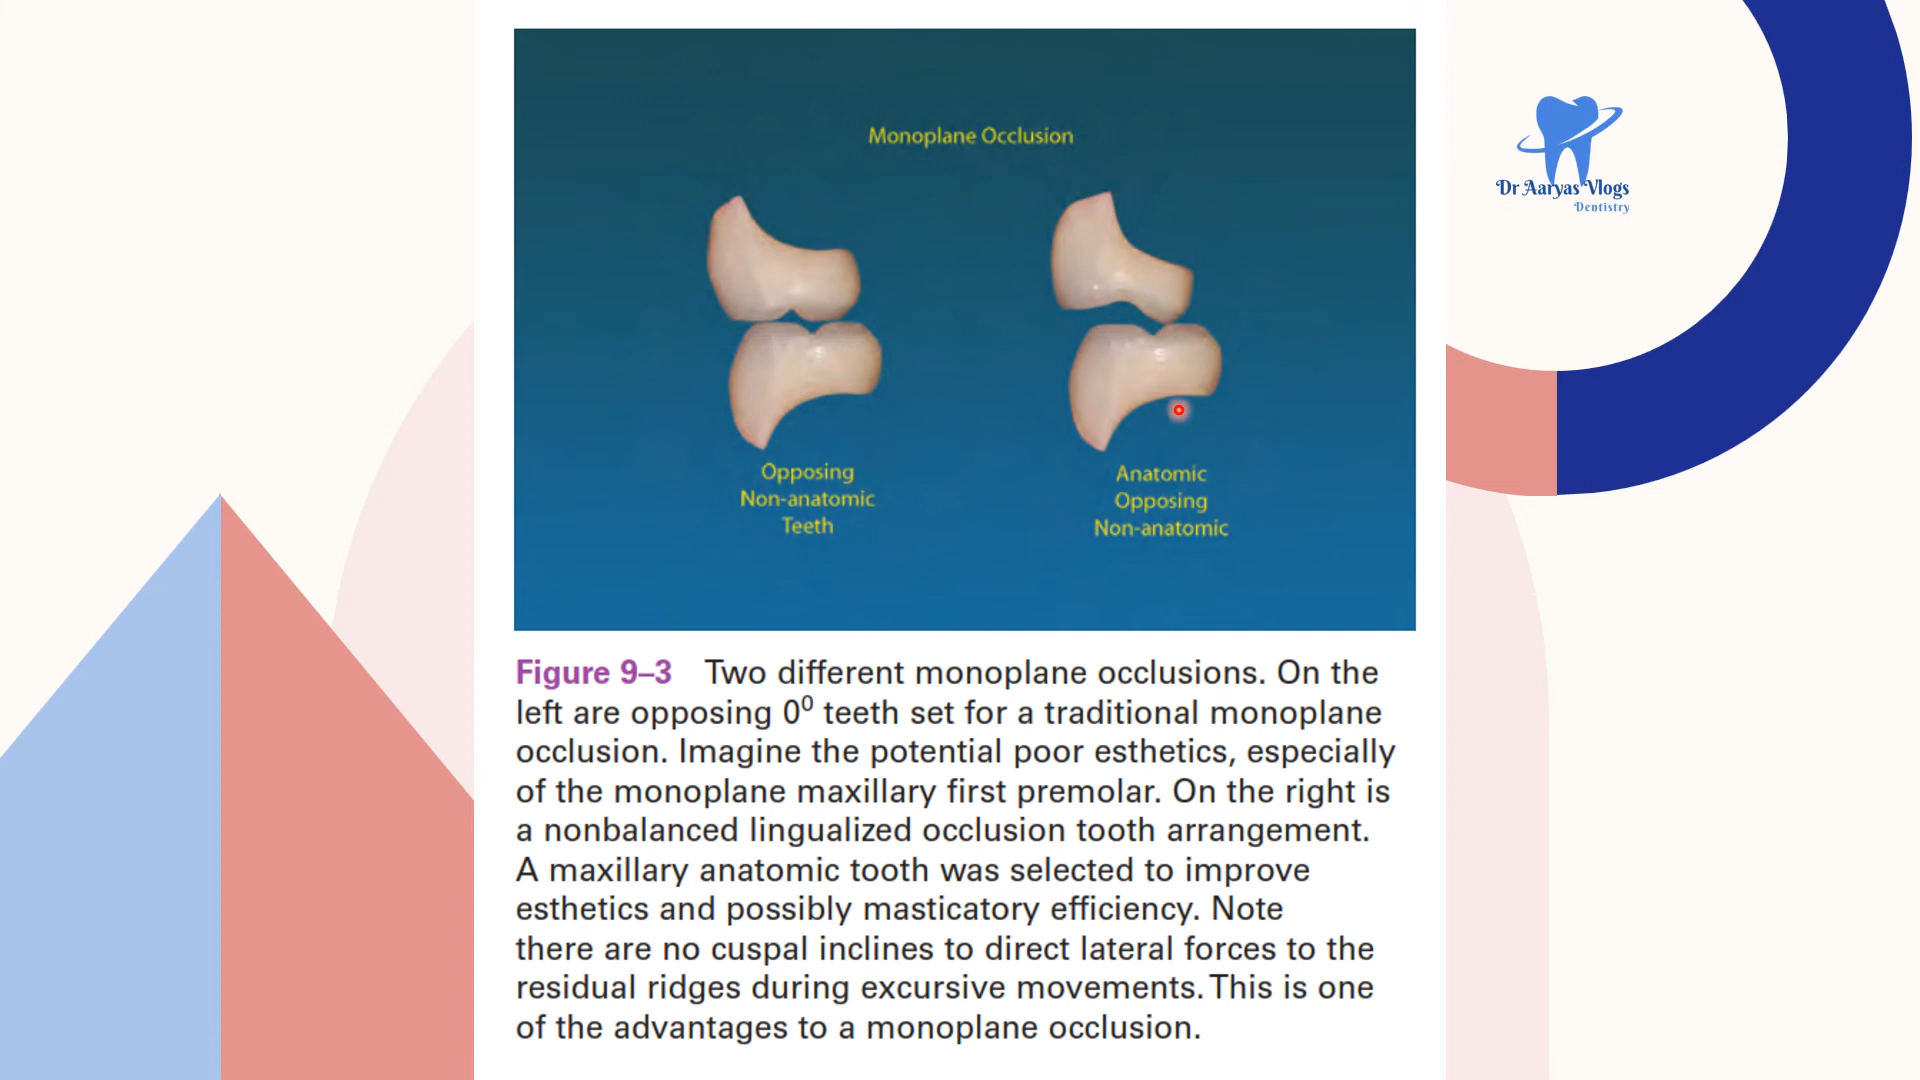 Monoplane Occlusion
Opposing
Non-anatomic
Teeth
Anatomic
Opposing
Non-anatomic
Dr Aaryas Vlogs
Dentistry
Figure 9–3 Two different monoplane occlusions. On the
left are opposing 0⁰ teeth set for a traditional monoplane
occlusion. Imagine the potential poor esthetics, especially
of the monoplane maxillary first premolar. On the right is
a nonbalanced lingualized occlusion tooth arrangement.
A maxillary anatomic tooth was selected to improve
esthetics and possibly masticatory efficiency. Note
there are no cuspal inclines to direct lateral forces to the
residual ridges during excursive movements. This is one
of the advantages to a monoplane occlusion.